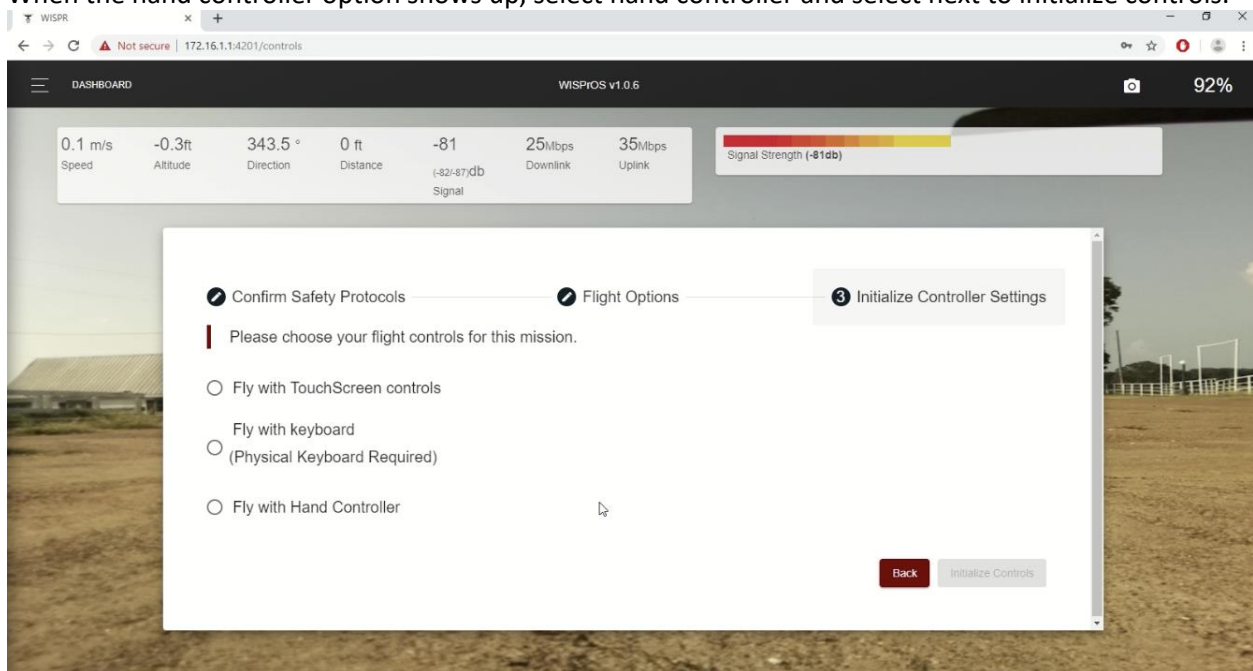 When the hand controller option shows up, select hand controller and select next to initialize controls.
WISPR
Not secure | 172.16.1.1:4201/controls
DASHBOARD
WISPrOS v1.0.6
92%
0.1 m/s -0.3ft 343.5 ° 0 ft -81 25Mbps 35Mbps
Speed Altitude Direction Distance (-82/-87)db Downlink Uplink
Signal
Signal Strength (-81db)
Confirm Safety Protocols
Flight Options
3 Initialize Controller Settings
Please choose your flight controls for this mission.
Fly with TouchScreen controls
Fly with keyboard
(Physical Keyboard Required)
Fly with Hand Controller
Back
Initialize Controls